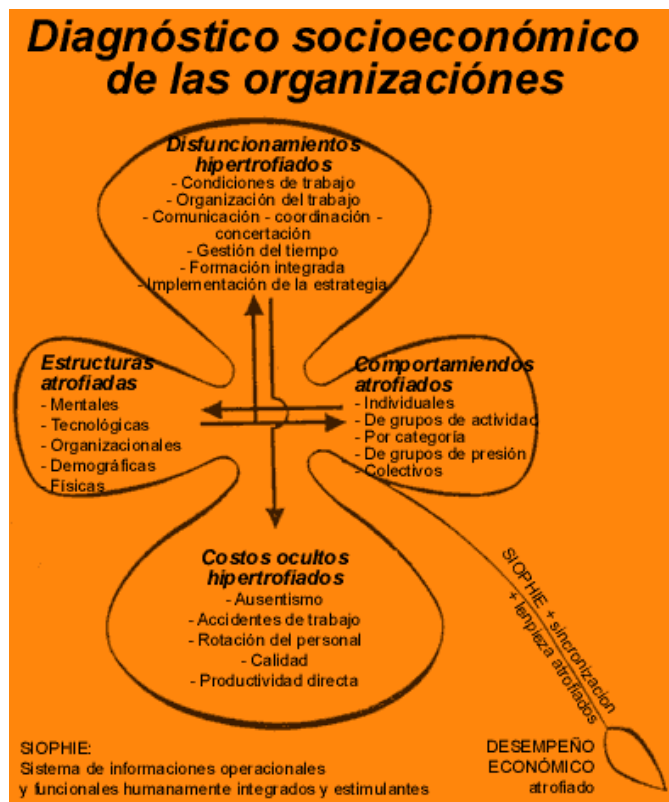 Diagnóstico socioeconómico
de las organizaciónes
Disfuncionamientos
hipertrofiados
- Condiciones de trabajo
- Organización del trabajo
- Comunicación - coordinación -
concertación
- Gestión del tiempo
- Formación integrada
- Implementación de la estrategia
Estructuras
atrofiadas
- Mentales
- Tecnológicas
- Organizacionales
- Demográficas
- Físicas
Comportamiendos
atrofiados
- Individuales
- De grupos de actividad
- Por categoría
- De grupos de presión
- Colectivos
Costos ocultos
hipertrofiados
- Ausentismo
- Accidentes de trabajo
- Rotación del personal
- Calidad
- Productividad directa
SIOPHIE + sincronizacion
+ lenpieza atrofiados
SIOPHIE:
Sistema de informaciones operacionales
y funcionales humanamente integrados y estimulantes
DESEMPEÑO
ECONÓMICO
atrofiado